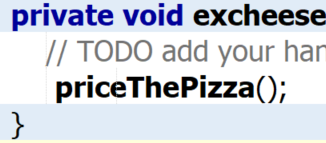 private void excheese
// TODO add your han
priceThePizza();
}